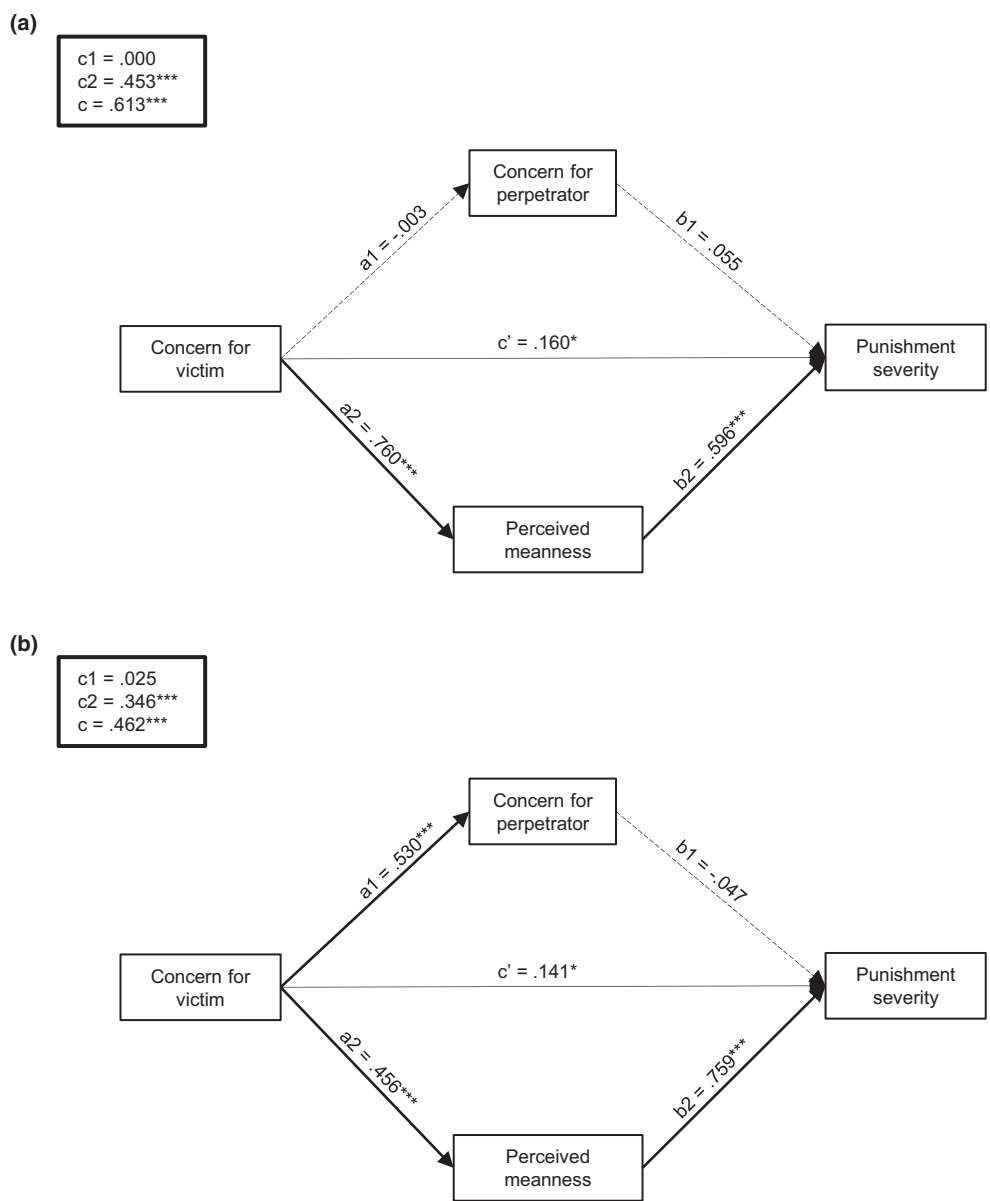 (a)
c1 = .000
c2 = .453***
c = .613***
Concern for
perpetrator
a1 = -.003
b1 = .055
Concern for
victim
c' = .160*
Punishment
severity
a2 = .760***
b2 = .596***
Perceived
meanness
(b)
c1 = .025
c2 = .346***
c = .462***
Concern for
perpetrator
a1 = .530***
b1 = -.047
Concern for
victim
c' = .141*
Punishment
severity
a2 = .456***
b2 = .759***
Perceived
meanness